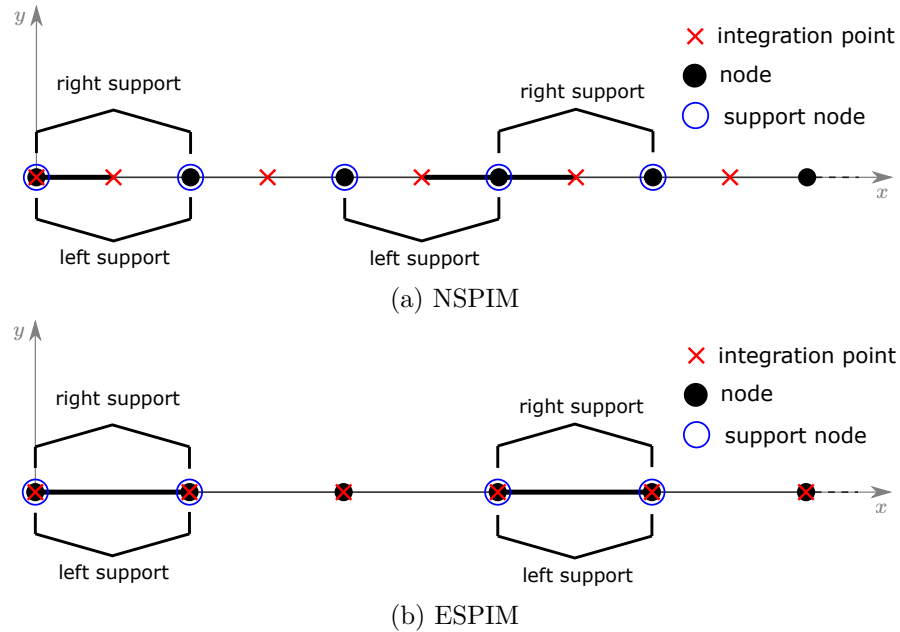 y
integration point
node
support node
right support
right support
x
left support
left support
(a) NSPIM
y
integration point
node
support node
right support
right support
x
left support
left support
(b) ESPIM